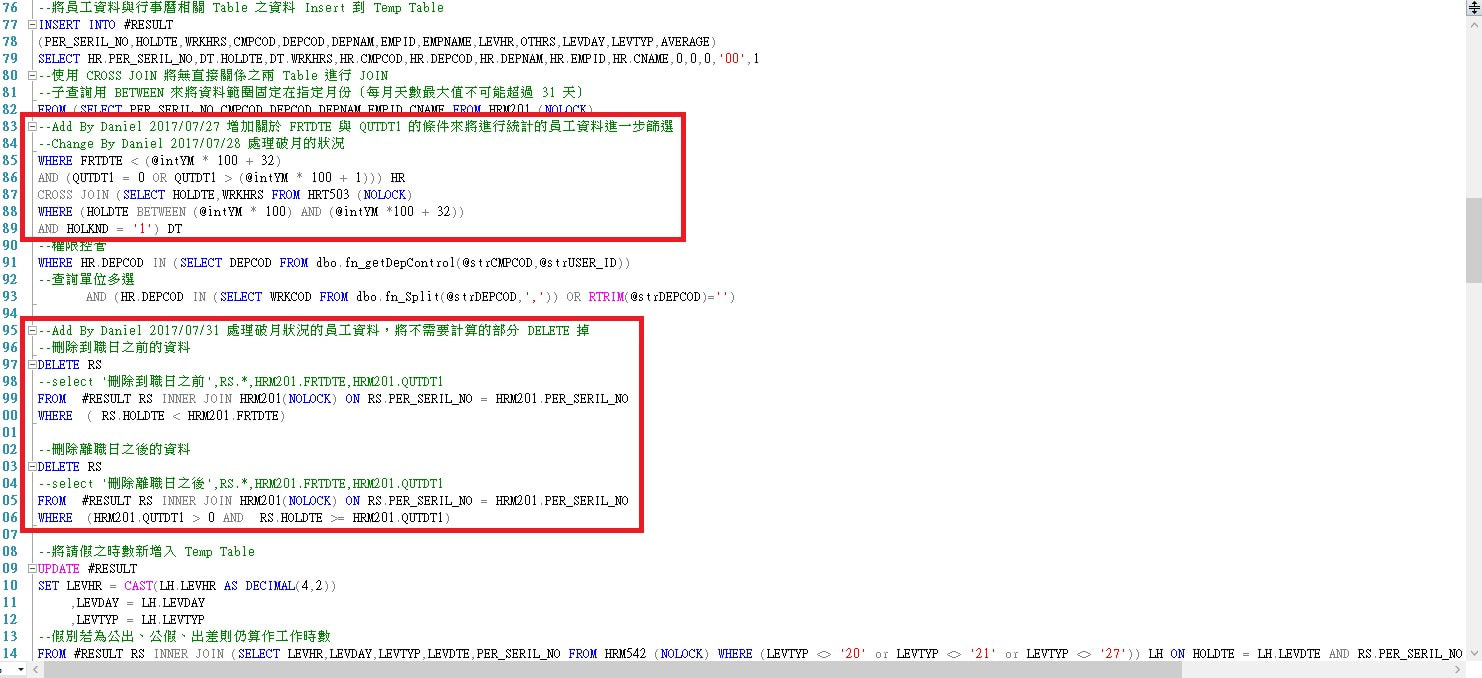 76 --將員工資料與行事曆相關 Table 之資料 Insert 到 Temp Table
77 INSERT INTO #RESULT
78 (PER_SERIL_NO,HOLDTE,WRKHRS,CMPCOD,DEPCOD,DEPNAM,EMPID,EMPNAME,LEVHR,OTHRS,LEVDAY,LEVTYP,AVERAGE)
79 SELECT HR.PER_SERIL_NO,DT.HOLDTE,DT.WRKHRS,HR.CMPCOD,HR.DEPCOD,HR.DEPNAM,HR.EMPID,HR.CNAME,0,0,0,'00',1
80 --使用 CROSS JOIN 將無直接關係之兩 Table 進行 JOIN
81 --子查詢用 BETWEEN 來將資料範圍固定在指定月份（每月天數最大值不可能超過 31 天）
82 FROM (SELECT PER_SERIL_NO,CMPCOD,DEPCOD,DEPNAM,EMPID,CNAME FROM HRM201 (NOLOCK)
83 --Add By Daniel 2017/07/27 增加關於 FRTDTE 與 QUTDT1 的條件來將進行統計的員工資料進一步篩選
84 --Change By Daniel 2017/07/28 處理破月的狀況
85 WHERE FRTDTE < (@intYM * 100 + 32)
86 AND (QUTDT1 = 0 OR QUTDT1 > (@intYM * 100 + 1))) HR
87 CROSS JOIN (SELECT HOLDTE,WRKHRS FROM HRT503 (NOLOCK)
88 WHERE (HOLDTE BETWEEN (@intYM * 100) AND (@intYM *100 + 32))
89 AND HOLKND = '1') DT
90 --權限控管
91 WHERE HR.DEPCOD IN (SELECT DEPCOD FROM dbo.fn_getDepControl(@strCMPCOD,@strUSER_ID))
92 --查詢單位多選
93 AND (HR.DEPCOD IN (SELECT WRKCOD FROM dbo.fn_Split(@strDEPCOD,',')) OR RTRIM(@strDEPCOD)='')
94
95 --Add By Daniel 2017/07/31 處理破月狀況的員工資料，將不需要計算的部分 DELETE 掉
96 --刪除到職日之前的資料
97 DELETE RS
98 --select '刪除到職日之前',RS.*,HRM201.FRTDTE,HRM201.QUTDT1
99 FROM #RESULT RS INNER JOIN HRM201(NOLOCK) ON RS.PER_SERIL_NO = HRM201.PER_SERIL_NO
00 WHERE ( RS.HOLDTE < HRM201.FRTDTE)
01
02 --刪除離職日之後的資料
03 DELETE RS
04 --select '刪除離職日之後',RS.*,HRM201.FRTDTE,HRM201.QUTDT1
05 FROM #RESULT RS INNER JOIN HRM201(NOLOCK) ON RS.PER_SERIL_NO = HRM201.PER_SERIL_NO
06 WHERE (HRM201.QUTDT1 > 0 AND RS.HOLDTE >= HRM201.QUTDT1)
07
08 --將請假之時數新增入 Temp Table
09 UPDATE #RESULT
10 SET LEVHR = CAST(LH.LEVHR AS DECIMAL(4,2))
11 ,LEVDAY = LH.LEVDAY
12 ,LEVTYP = LH.LEVTYP
13 --假別若為公出、公假、出差則仍算作工作時數
14 FROM #RESULT RS INNER JOIN (SELECT LEVHR,LEVDAY,LEVTYP,LEVDTE,PER_SERIL_NO FROM HRM542 (NOLOCK) WHERE (LEVTYP <> '20' or LEVTYP <> '21' or LEVTYP <> '27')) LH ON HOLDTE = LH.LEVDTE AND RS.PER_SERIL_NO